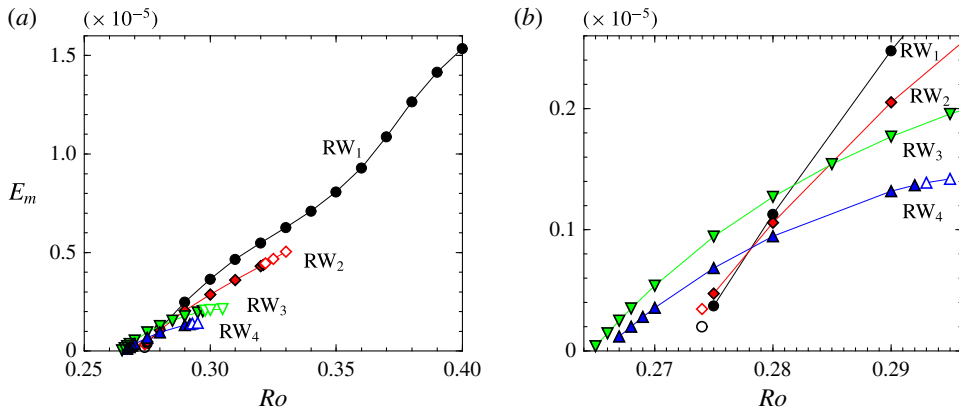 (a) (× 10⁻⁵)
1.5
1.0
0.5
0
E_m
0.25 0.30 0.35 0.40
Ro
RW₁
RW₂
RW₃
RW₄
(b) (× 10⁻⁵)
0.2
0.1
0
0.27 0.28 0.29
Ro
RW₁
RW₂
RW₃
RW₄